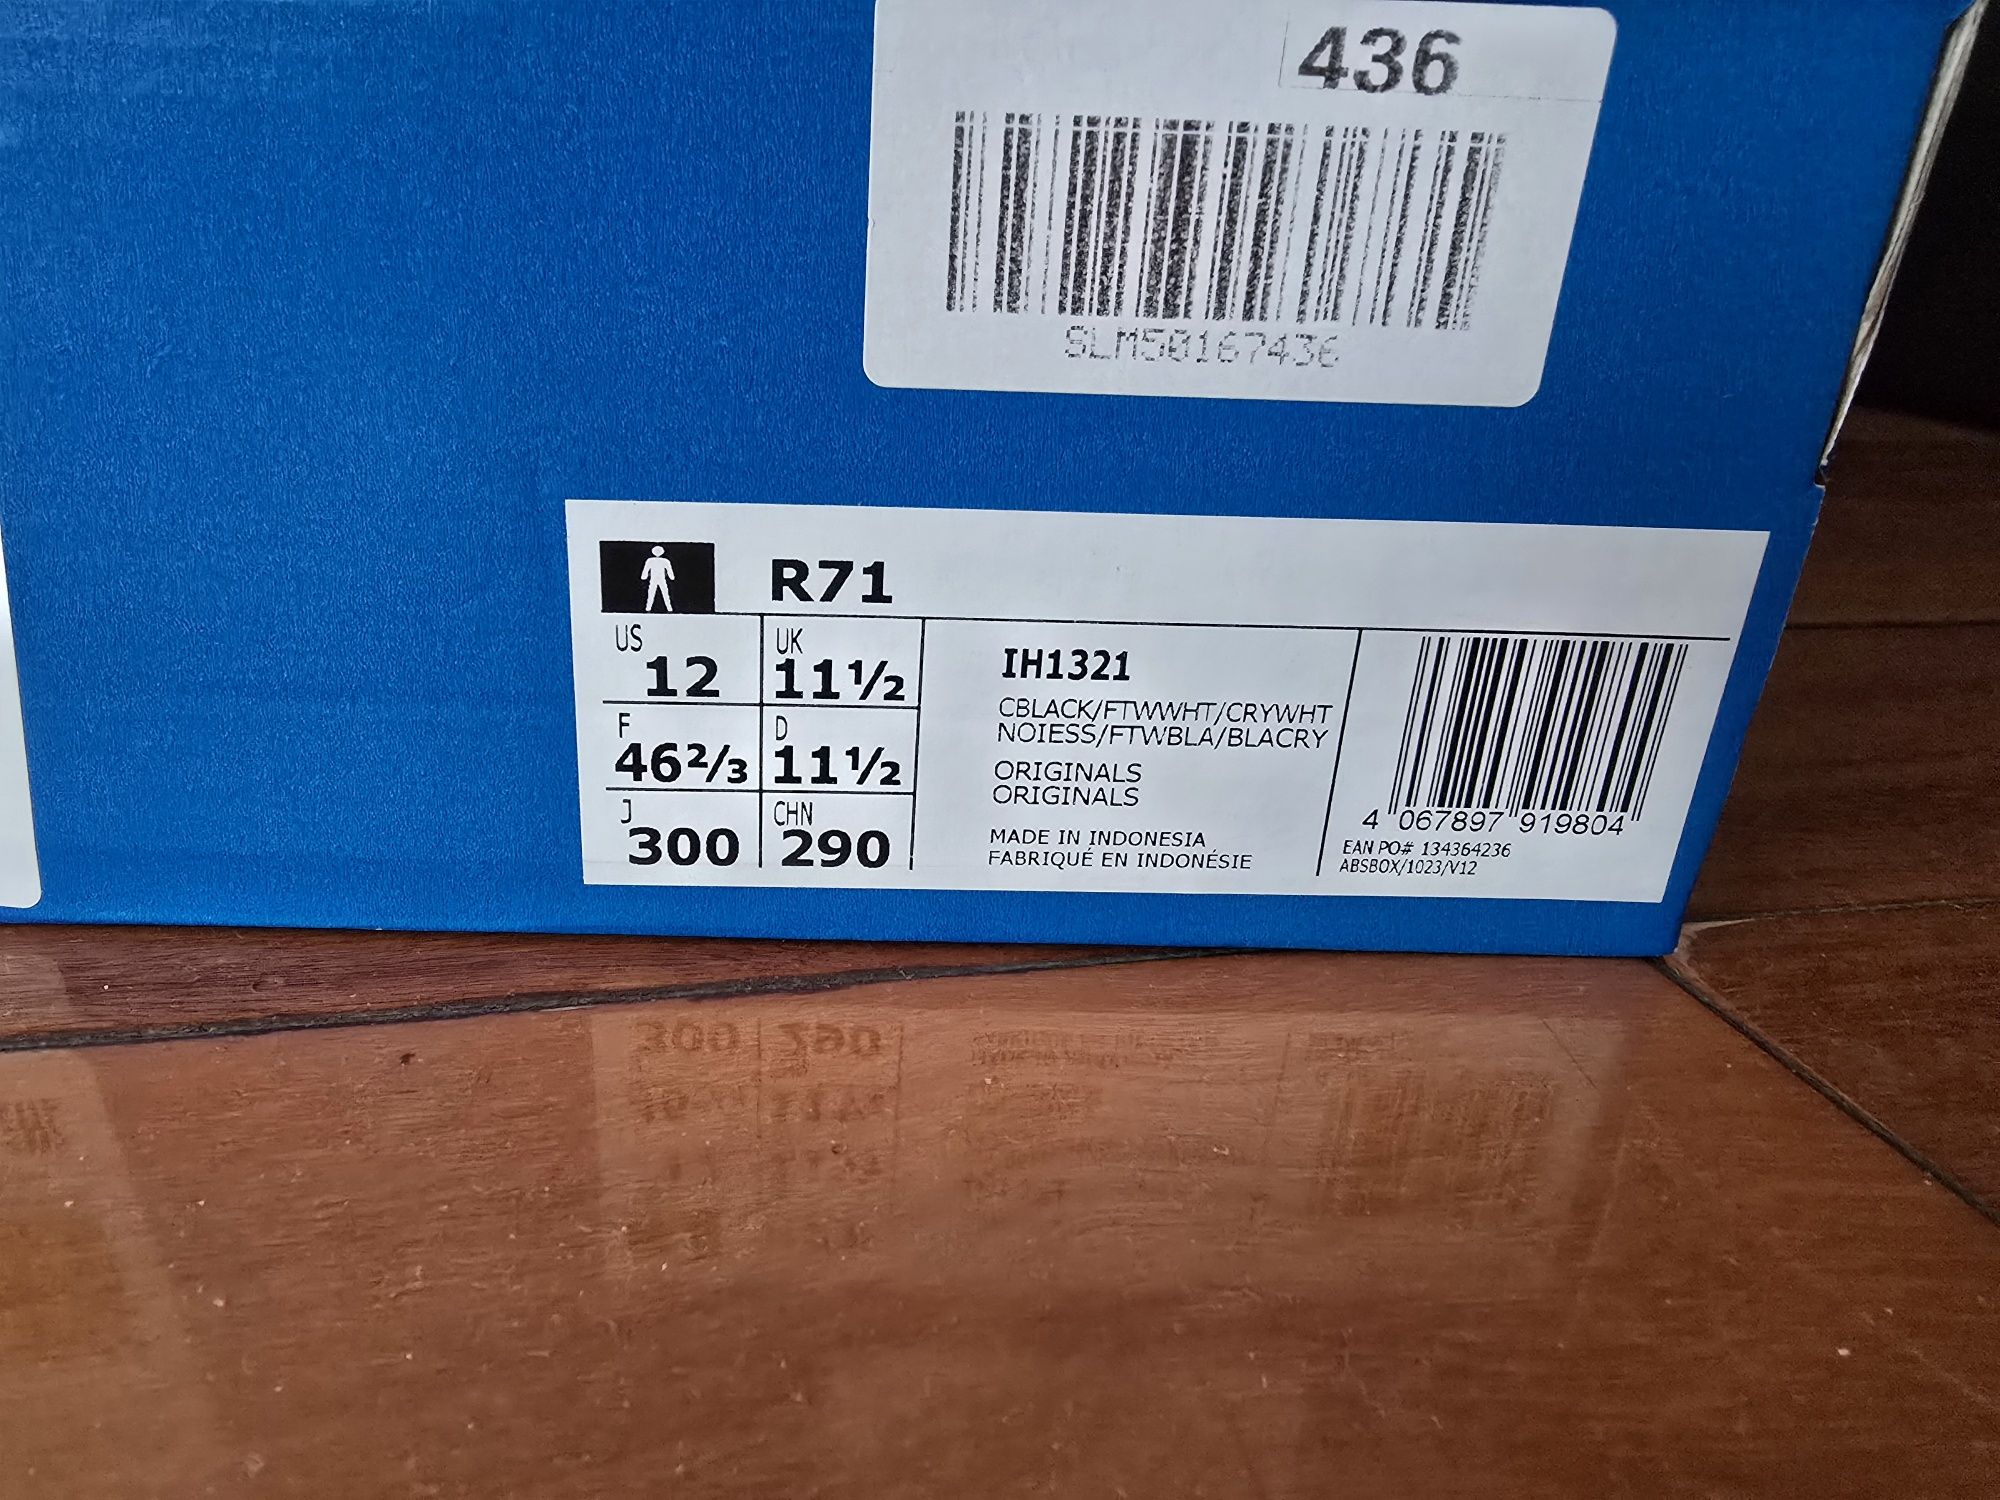 436
SLM50167436
R71
US 12
UK 11½
F 46⅔
D 11½
J 300
CHN 290
IH1321
CBLACK/FTWWHT/CRYWHT
NOIESS/FTWBLA/BLACRY
ORIGINALS
ORIGINALS
MADE IN INDONESIA
FABRIQUÉ EN INDONÉSIE
4 067897 919804
EAN PO# 134364236
ABSBOX/1023/V12